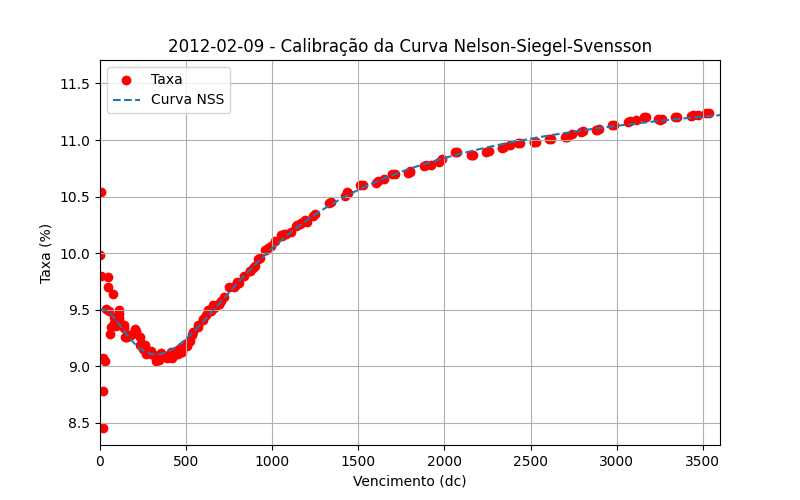 2012-02-09 - Calibração da Curva Nelson-Siegel-Svensson
Taxa
Curva NSS
11.5
11.0
10.5
10.0
9.5
9.0
8.5
Taxa (%)
0 500 1000 1500 2000 2500 3000 3500
Vencimento (dc)